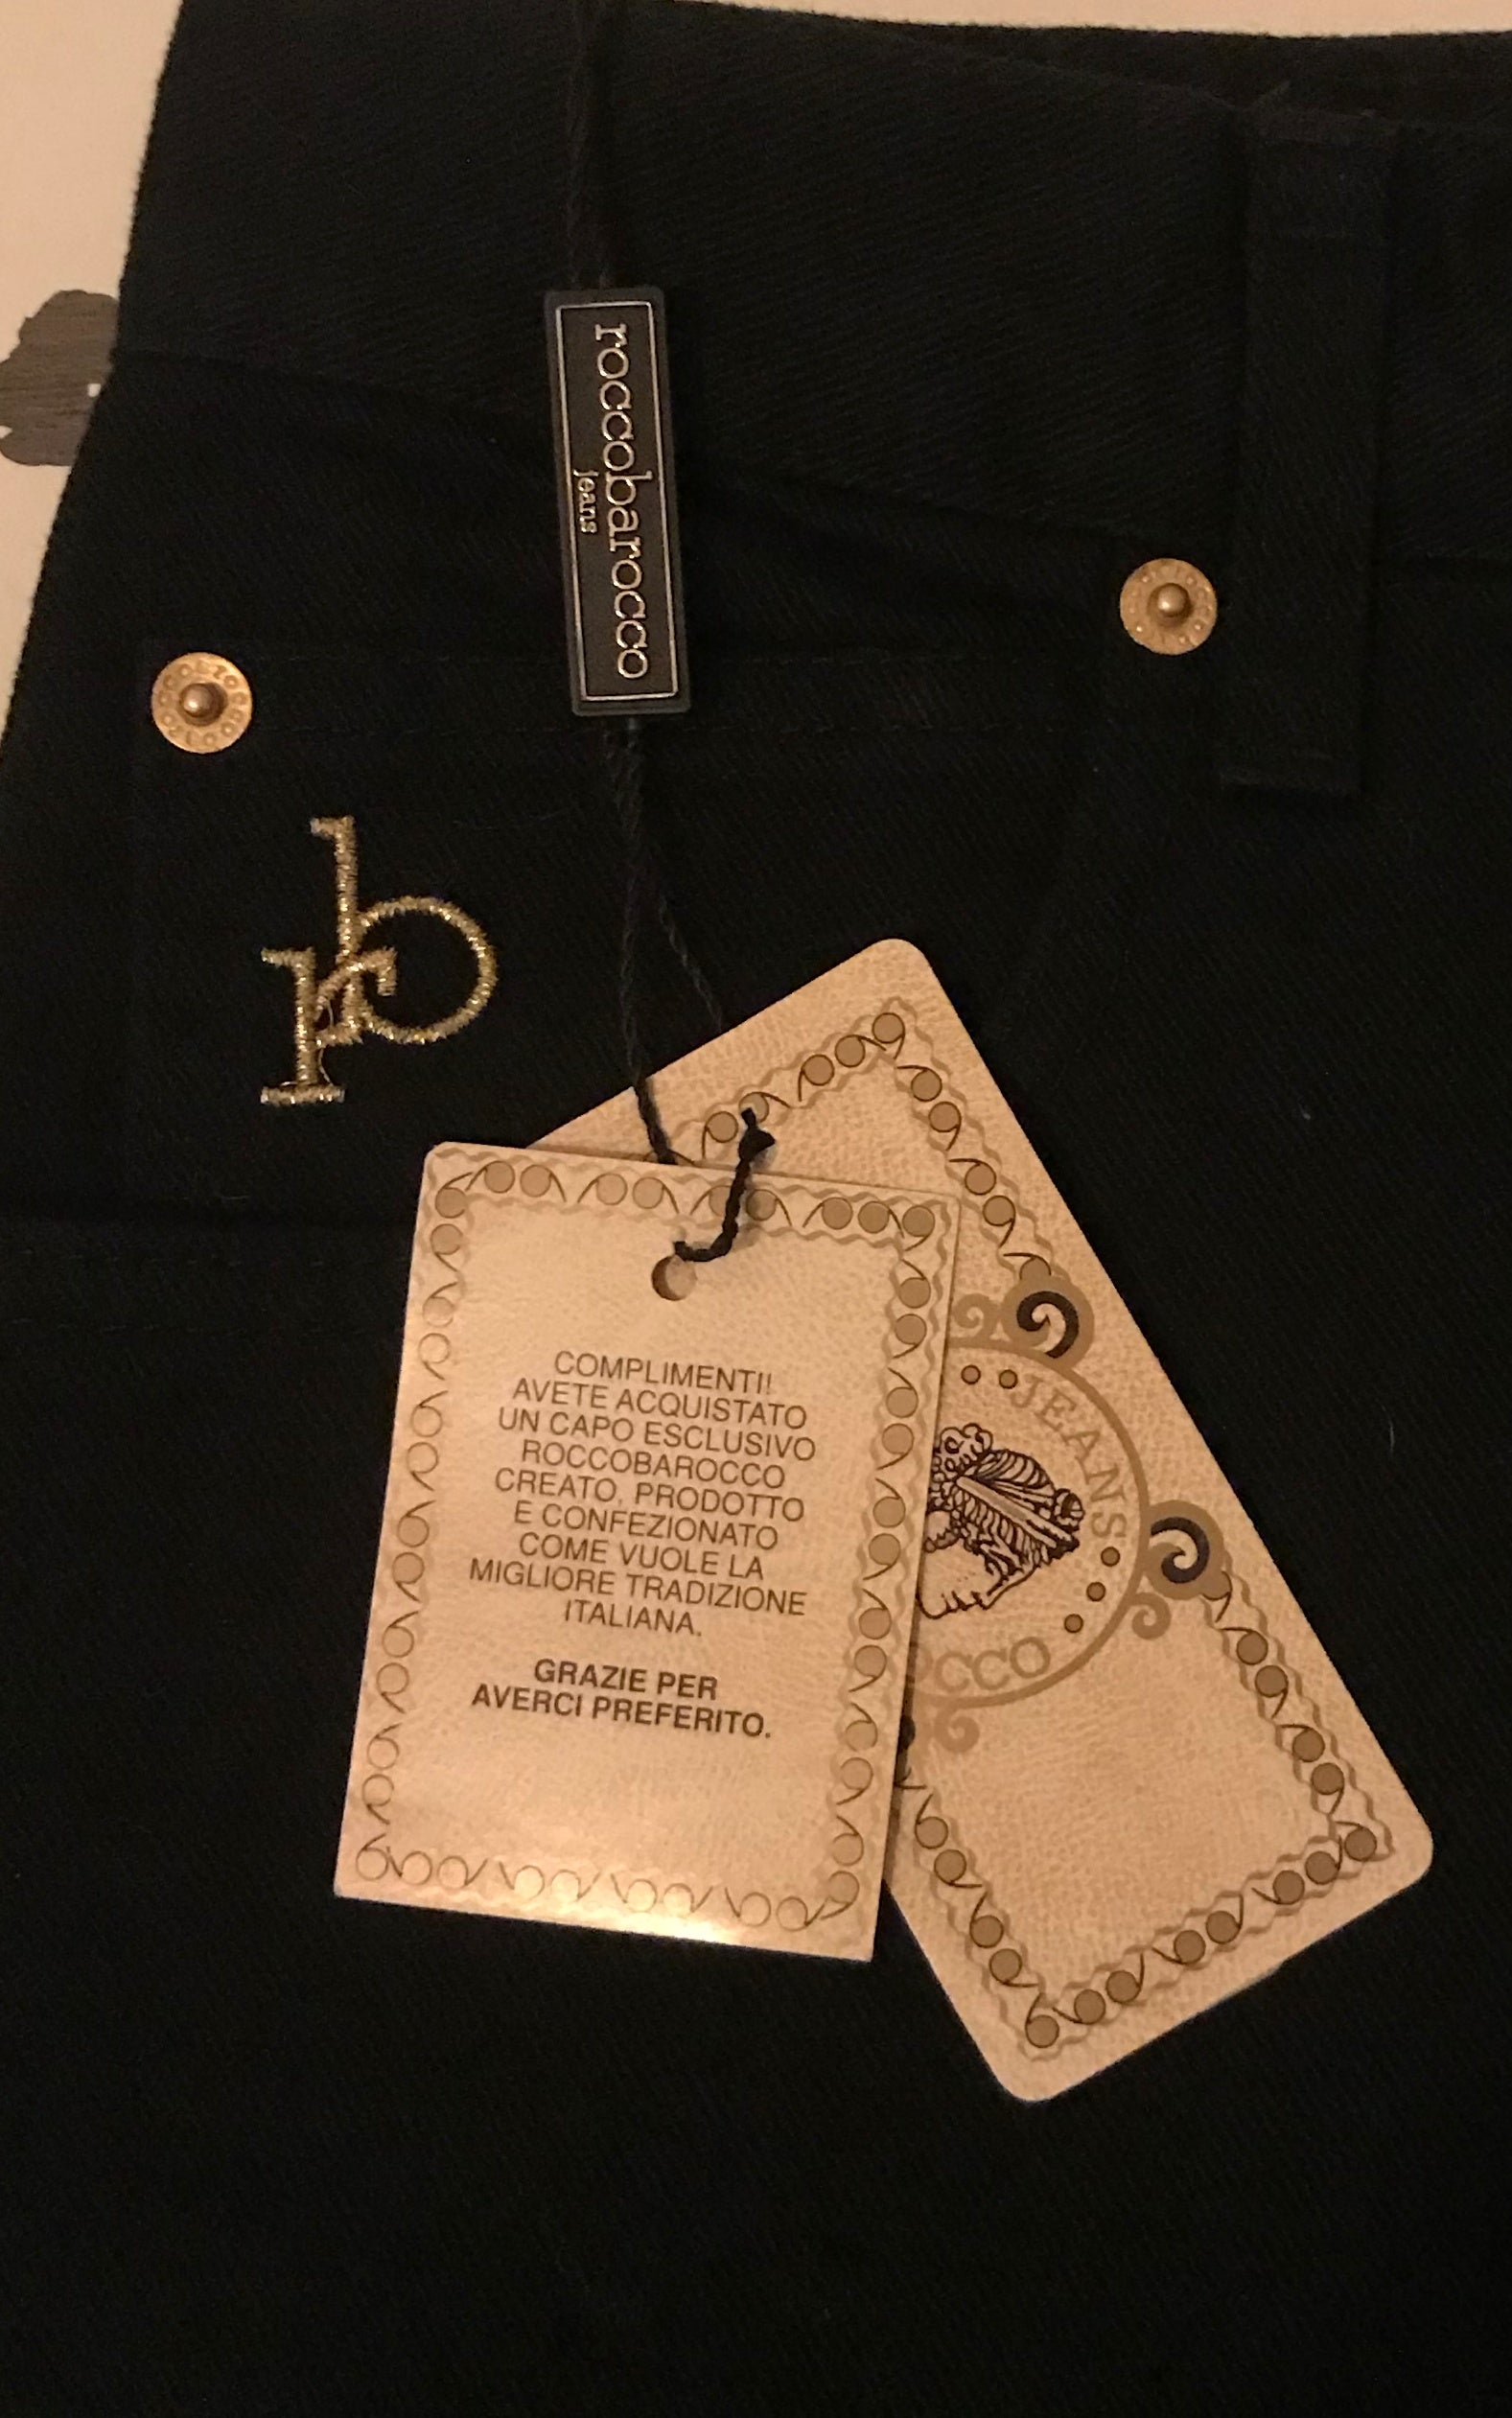 roccobarocco
jeans
rb
COMPLIMENTI!
AVETE ACQUISTATO
UN CAPO ESCLUSIVO
ROCCOBAROCCO
CREATO, PRODOTTO
E CONFEZIONATO
COME VUOLE LA
MIGLIORE TRADIZIONE
ITALIANA.
GRAZIE PER
AVERCI PREFERITO.
JEANS
OCCO